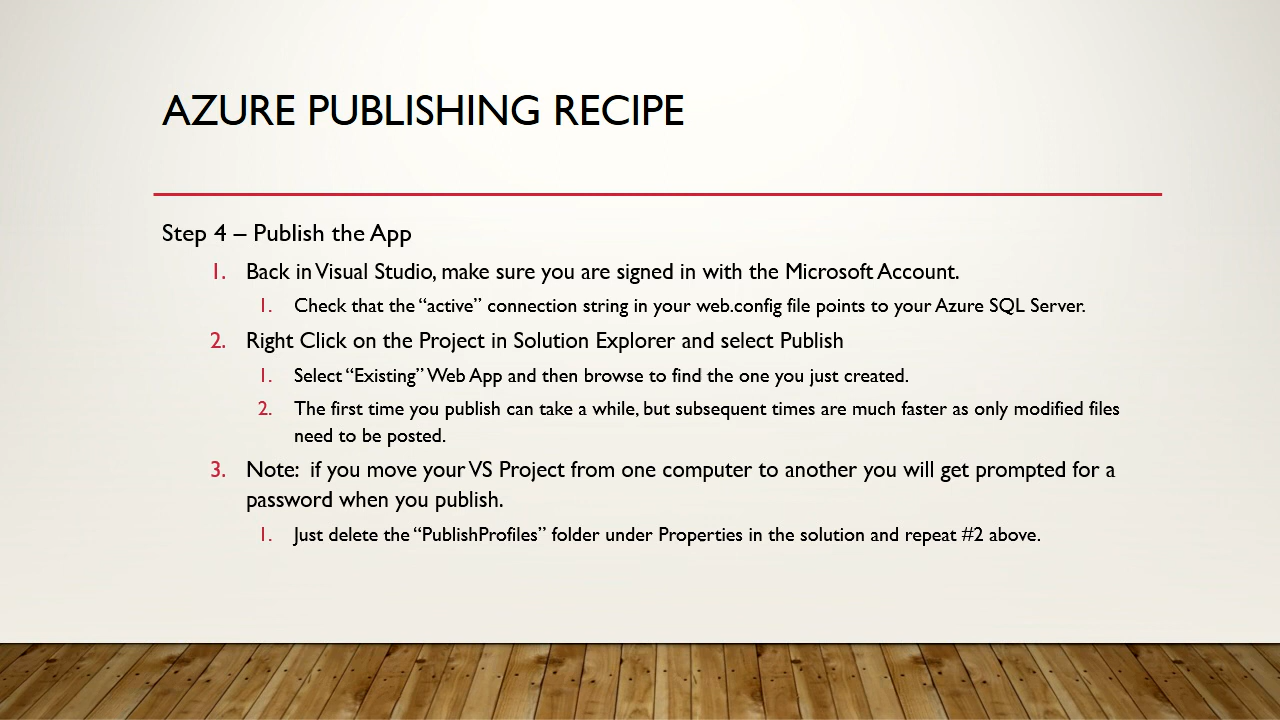 AZURE PUBLISHING RECIPE
Step 4 – Publish the App
1. Back in Visual Studio, make sure you are signed in with the Microsoft Account.
1. Check that the “active” connection string in your web.config file points to your Azure SQL Server.
2. Right Click on the Project in Solution Explorer and select Publish
1. Select “Existing” Web App and then browse to find the one you just created.
2. The first time you publish can take a while, but subsequent times are much faster as only modified files
need to be posted.
3. Note:  if you move your VS Project from one computer to another you will get prompted for a
password when you publish.
1. Just delete the “PublishProfiles” folder under Properties in the solution and repeat #2 above.